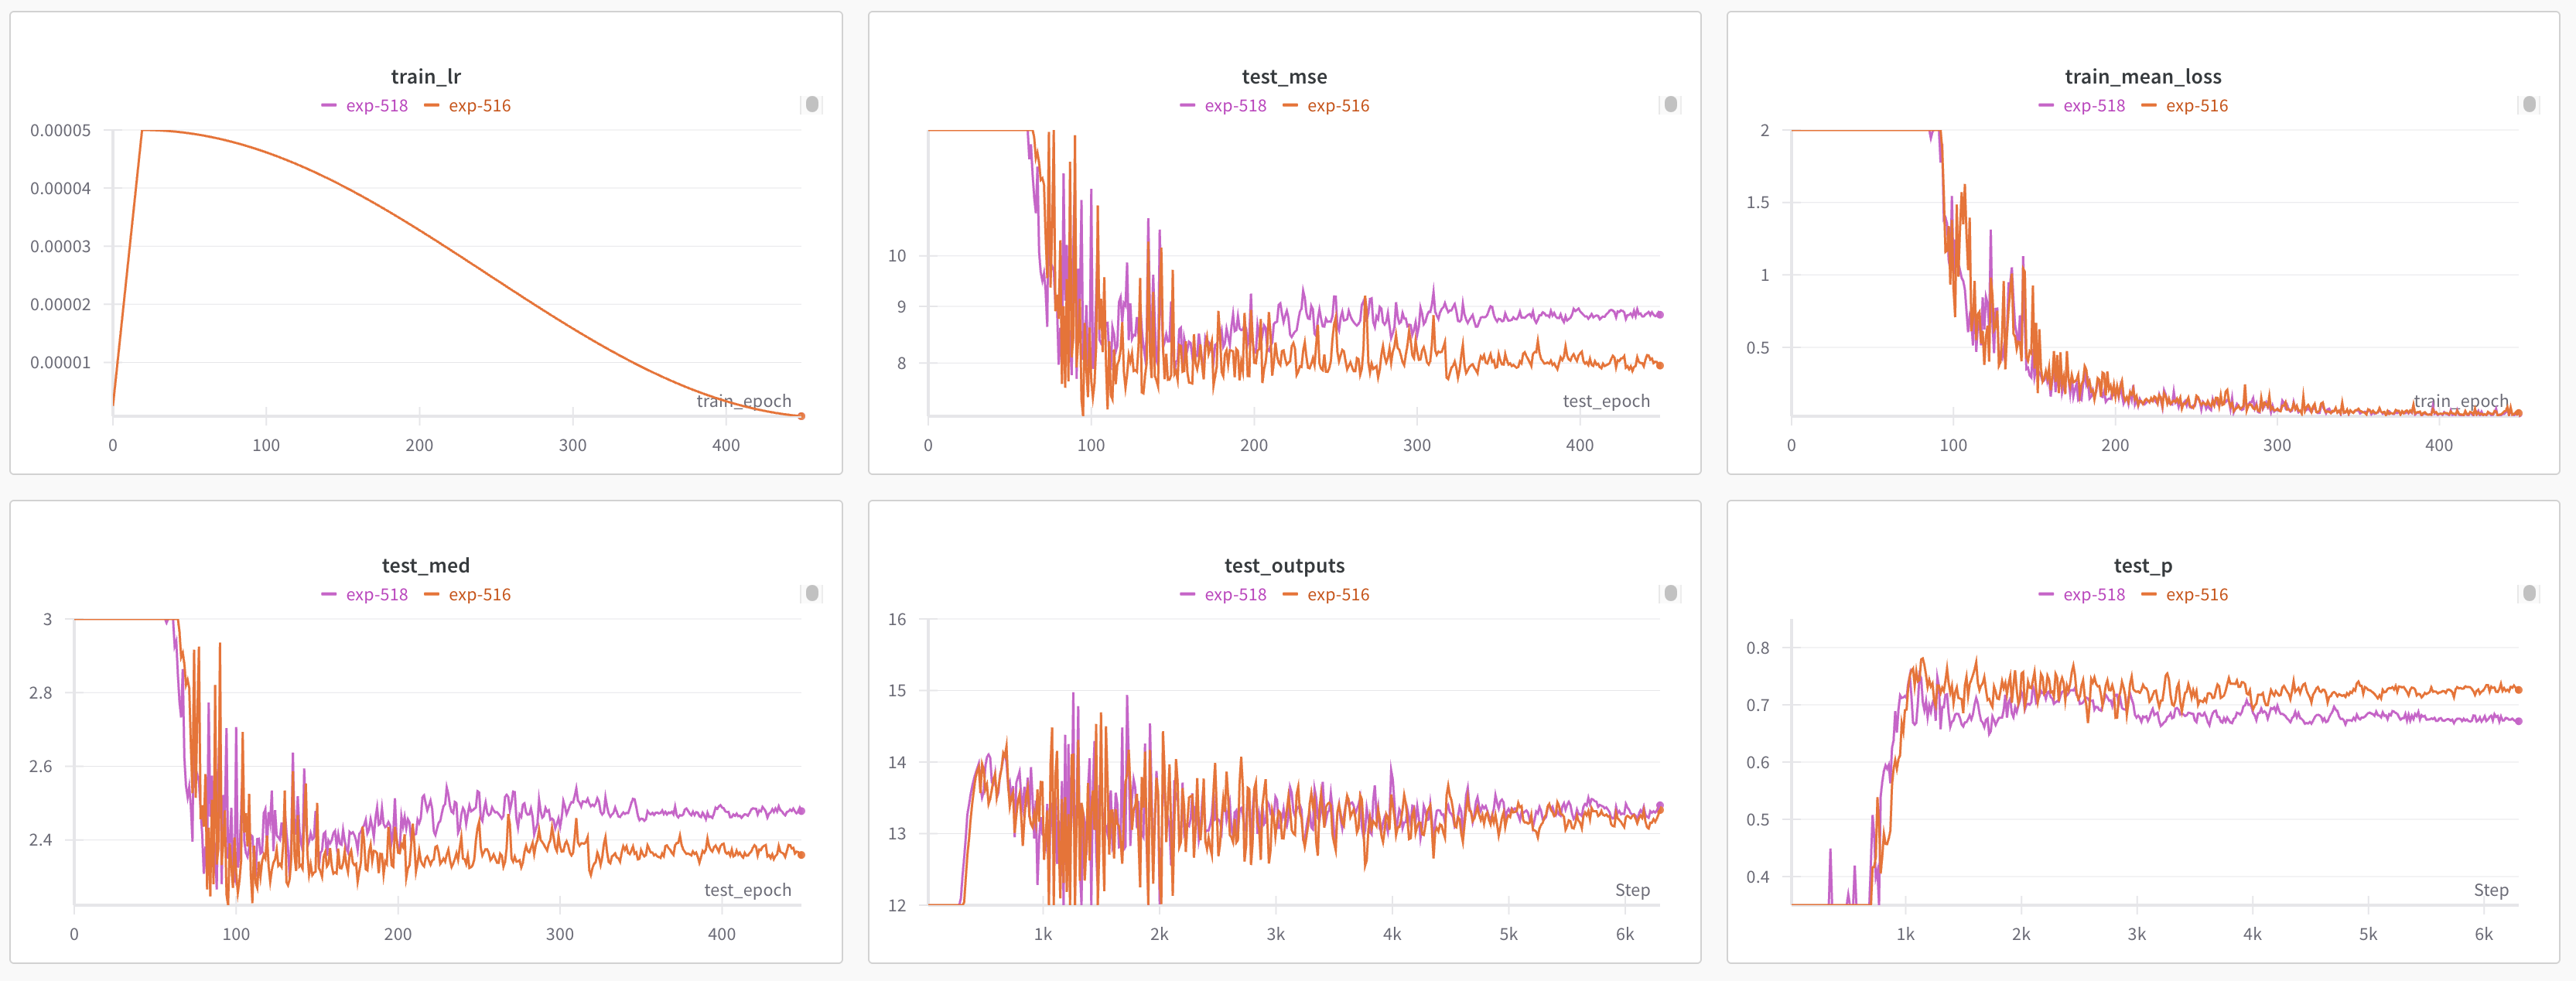 train_lr
exp-518 exp-516
0.00005
0.00004
0.00003
0.00002
0.00001
train_epoch
0 100 200 300 400
test_mse
exp-518 exp-516
10
9
8
test_epoch
0 100 200 300 400
train_mean_loss
exp-518 exp-516
2
1.5
1
0.5
train_epoch
0 100 200 300 400
test_med
exp-518 exp-516
3
2.8
2.6
2.4
test_epoch
0 100 200 300 400
test_outputs
exp-518 exp-516
16
15
14
13
12
Step
1k 2k 3k 4k 5k 6k
test_p
exp-518 exp-516
0.8
0.7
0.6
0.5
0.4
Step
1k 2k 3k 4k 5k 6k